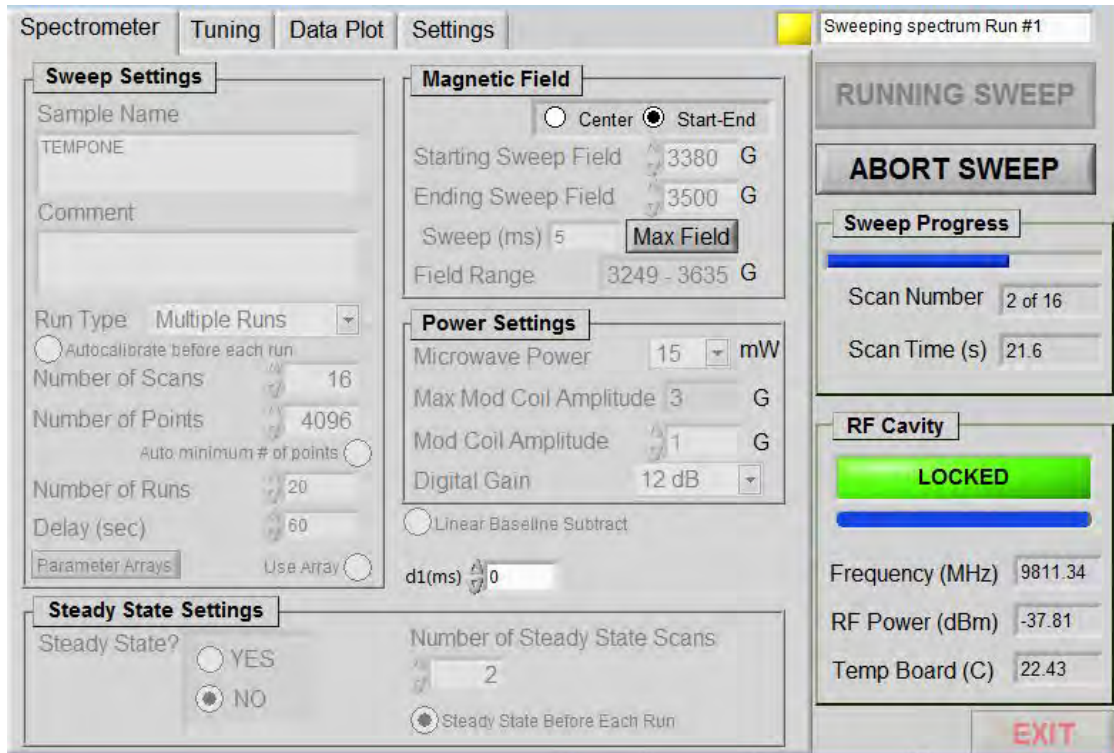 Spectrometer Tuning Data Plot Settings
Sweeping spectrum Run #1
Sweep Settings
Sample Name
TEMPONE
Comment
Run Type Multiple Runs
Autocalibrate before each run
Number of Scans 16
Number of Points 4096
Auto minimum # of points
Number of Runs 20
Delay (sec) 60
Parameter Arrays Use Array
Magnetic Field
Center Start-End
Starting Sweep Field 3380 G
Ending Sweep Field 3500 G
Sweep (ms) 5 Max Field
Field Range 3249 - 3635 G
Power Settings
Microwave Power 15 mW
Max Mod Coil Amplitude 3 G
Mod Coil Amplitude 1 G
Digital Gain 12 dB
Linear Baseline Subtract
d1(ms) 0
Steady State Settings
Steady State? YES
NO
Number of Steady State Scans
2
Steady State Before Each Run
RUNNING SWEEP
ABORT SWEEP
Sweep Progress
Scan Number 2 of 16
Scan Time (s) 21.6
RF Cavity
LOCKED
Frequency (MHz) 9811.34
RF Power (dBm) -37.81
Temp Board (C) 22.43
EXIT